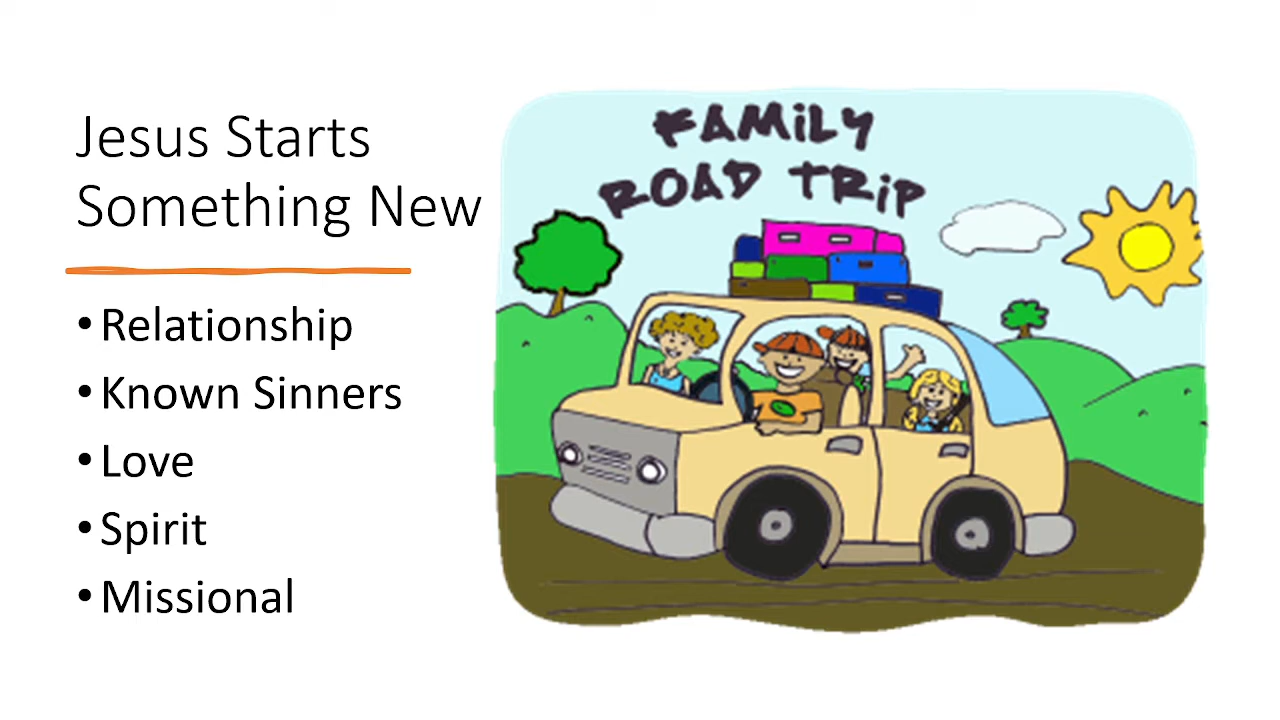 Jesus Starts
Something New
• Relationship
• Known Sinners
• Love
• Spirit
• Missional
FAMiLY
ROAD TRiP